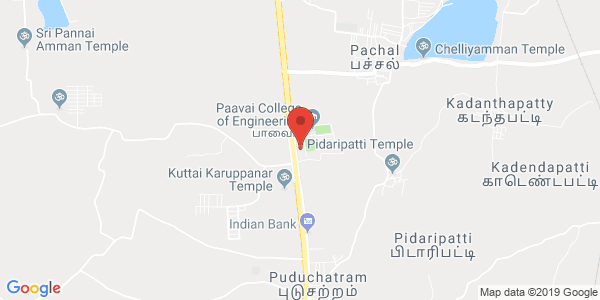 Sri Pannai
Amman Temple
Pachal
பச்சல்
Chelliyamman Temple
Paavai College
of Engineering
பாவை
Kadanthapatty
கடந்தபட்டி
Pidaripatti Temple
Kadendapatti
காடெண்டபட்டி
Kuttai Karuppanar
Temple
Indian Bank
Pidaripatti
பிடாரிபட்டி
Puduchatram
புதுசத்ரம்
Google
Map data ©2019 Google